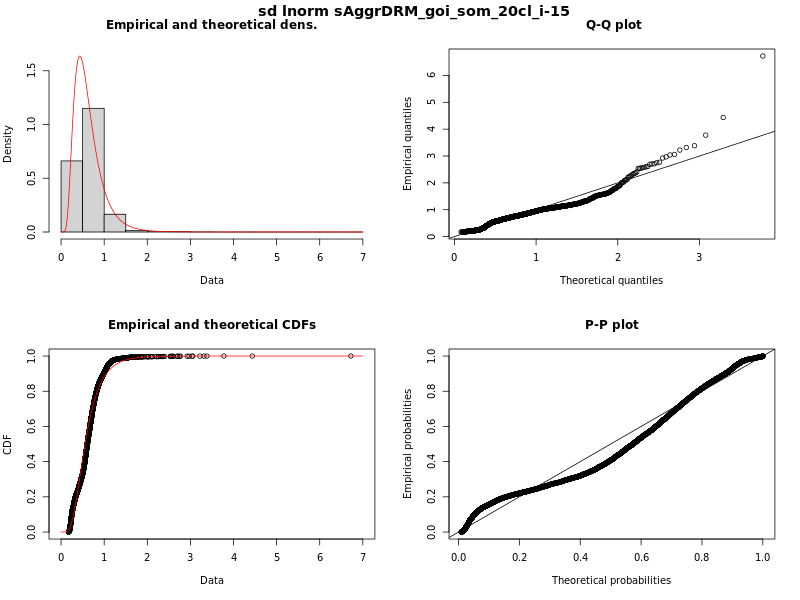 sd lnorm sAggrDRM_goi_som_20cl_i-15
Empirical and theoretical dens.
Density
0.0 0.5 1.0 1.5
0 1 2 3 4 5 6 7
Data
Q-Q plot
Empirical quantiles
0 1 2 3 4 5 6
0 1 2 3
Theoretical quantiles
Empirical and theoretical CDFs
CDF
0.0 0.2 0.4 0.6 0.8 1.0
0 1 2 3 4 5 6 7
Data
P-P plot
Empirical probabilities
0.0 0.2 0.4 0.6 0.8 1.0
0.0 0.2 0.4 0.6 0.8 1.0
Theoretical probabilities